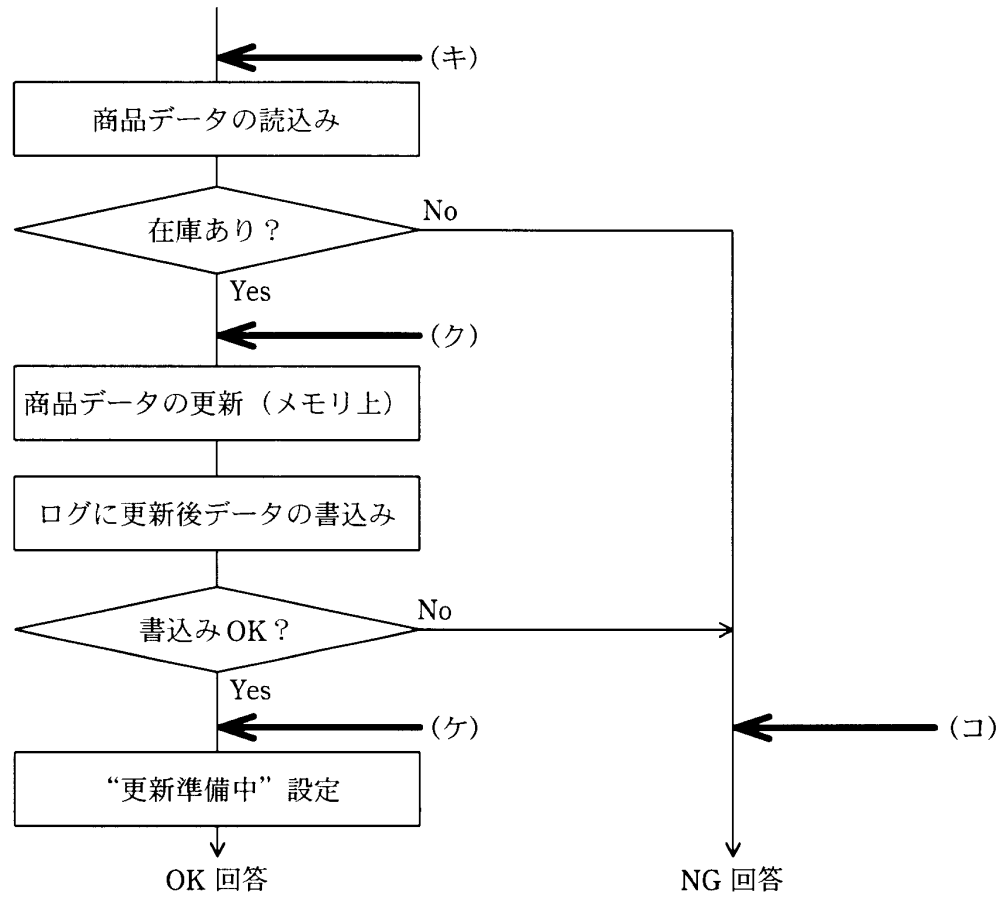 (キ)
商品データの読込み
在庫あり？
No
Yes
(ク)
商品データの更新（メモリ上）
ログに更新後データの書込み
書込み OK？
No
Yes
(ケ)
(コ)
“更新準備中” 設定
OK 回答
NG 回答